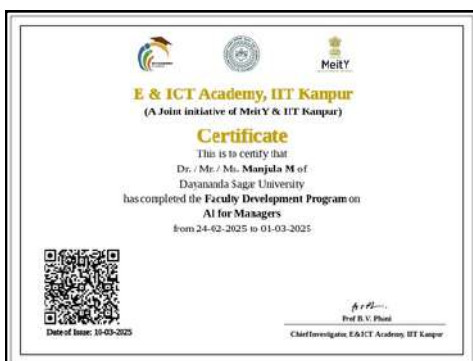 MeitY
E & ICT Academy, IIT Kanpur
(A Joint initiative of MeitY & IIT Kanpur)
Certificate
This is to certify that
Dr. / Mr. / Ms. Manjula M of
Dayananda Sagar University
has completed the Faculty Development Program on
AI for Managers
from 24-02-2025 to 01-03-2025
Date of Issue: 10-03-2025
Prof B. V. Phani
Chief Investigator, E & ICT Academy, IIT Kanpur